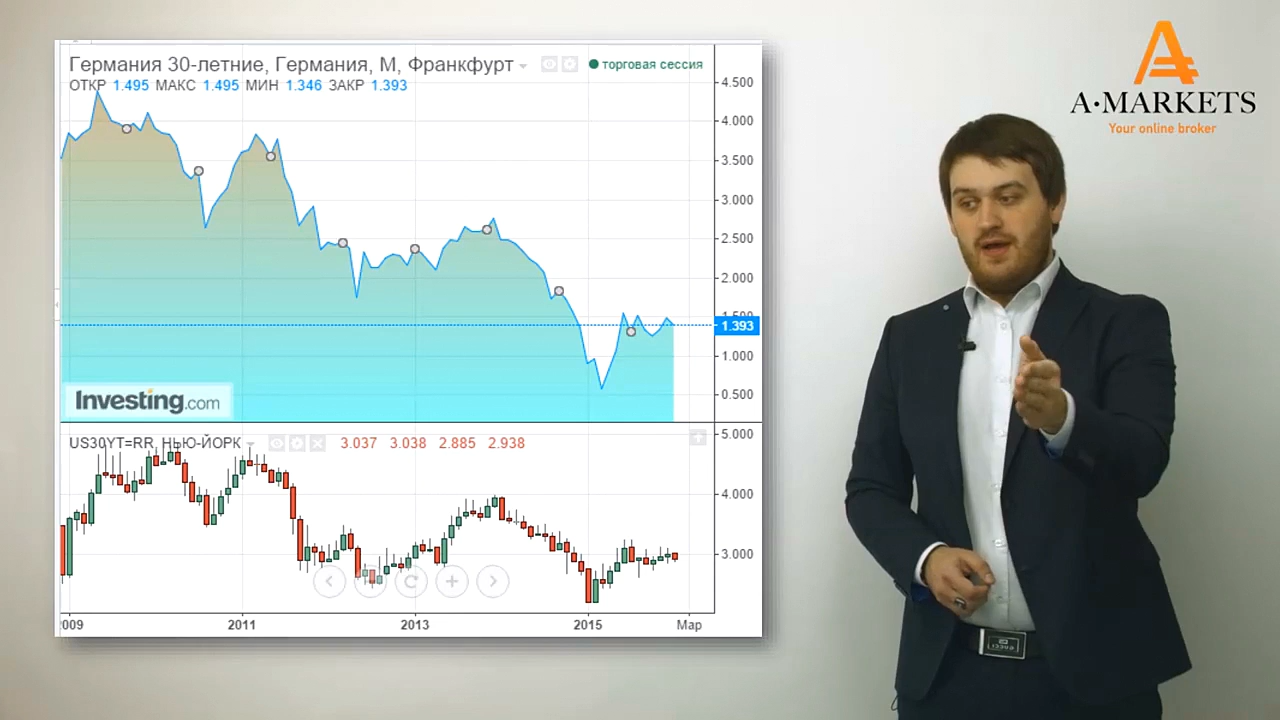 Германия 30-летние, Германия, М, Франкфурт
торговая сессия
ОТКР 1.495 МАКС 1.495 МИН 1.346 ЗАКР 1.393
4.500
4.000
3.500
3.000
2.500
2.000
1.500
1.393
1.000
0.500
Investing.com
US30YT=RR, НЬЮ-ЙОРК 3.037 3.038 2.885 2.938
5.000
4.000
3.000
2009 2011 2013 2015 Мар
A
A·MARKETS
Your online broker
GUCCI